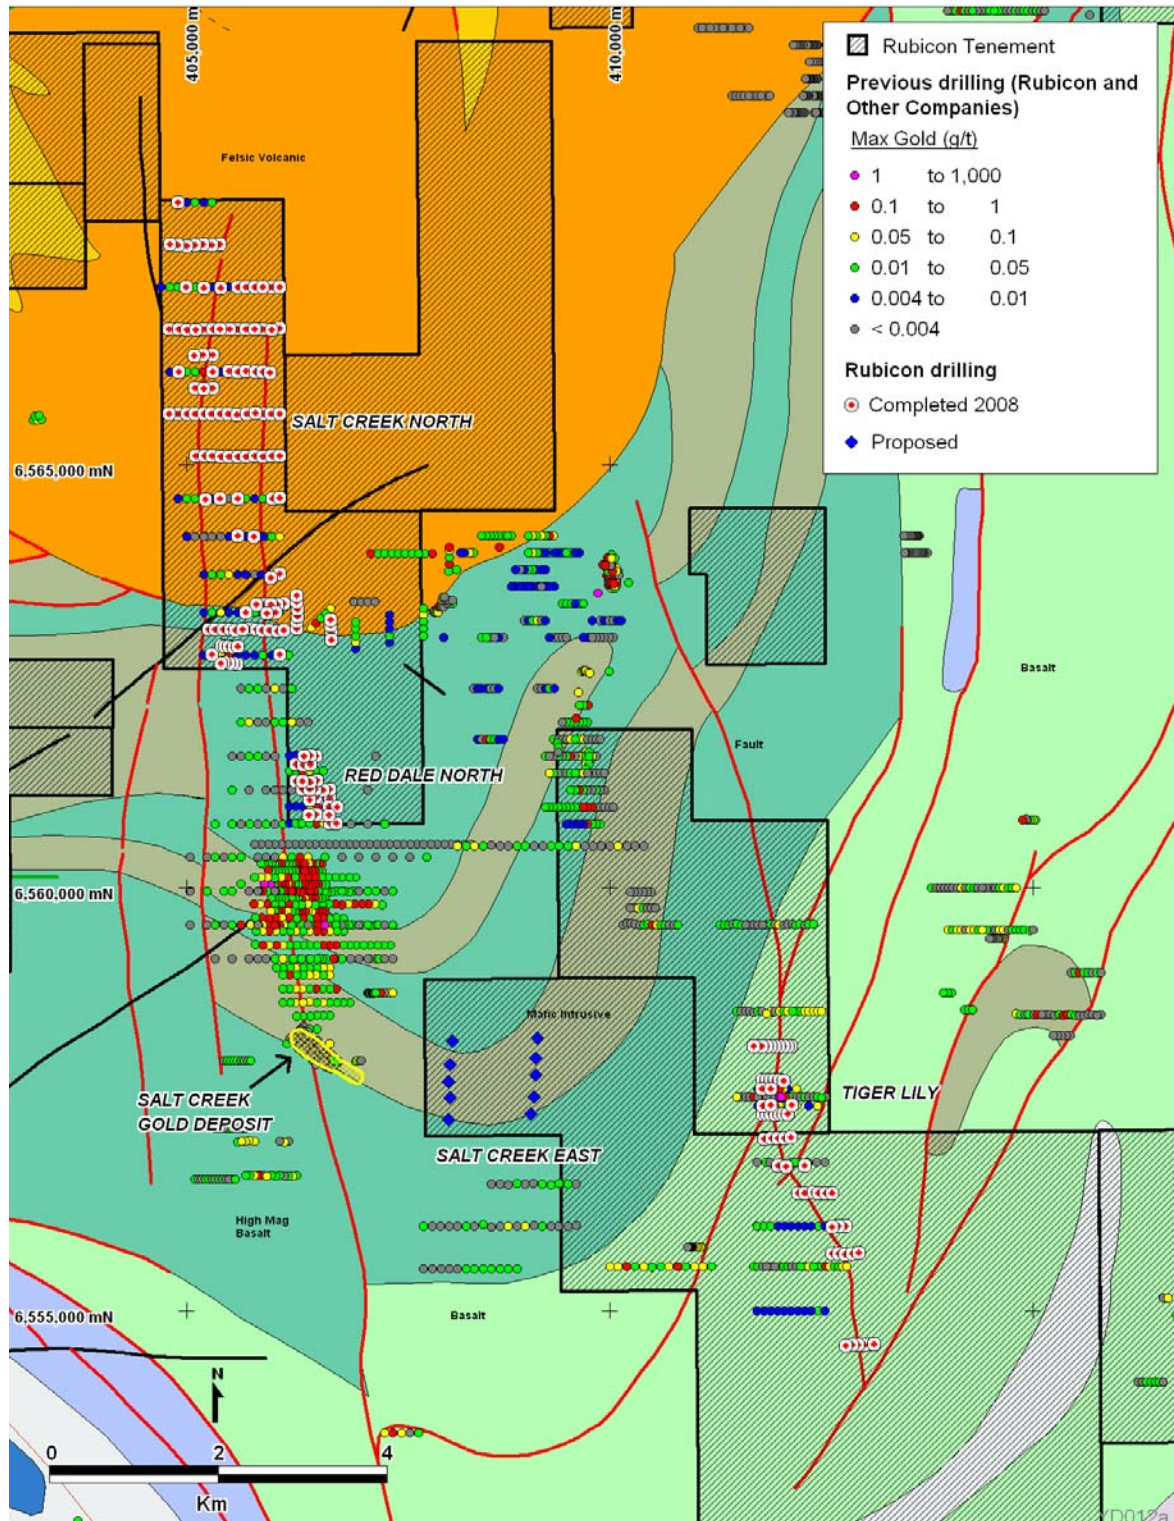 405,000 m
410,000 m
Rubicon Tenement
Previous drilling (Rubicon and
Other Companies)
Max Gold (g/t)
1 to 1,000
0.1 to 1
0.05 to 0.1
0.01 to 0.05
0.004 to 0.01
< 0.004
Rubicon drilling
Completed 2008
Proposed
Felsic Volcanic
SALT CREEK NORTH
6,565,000 mN
Basalt
Fault
RED DALE NORTH
6,560,000 mN
Mafic Intrusive
SALT CREEK
GOLD DEPOSIT
TIGER LILY
SALT CREEK EAST
High Mag
Basalt
6,555,000 mN
Basalt
N
0 2 4
Km
YD012a